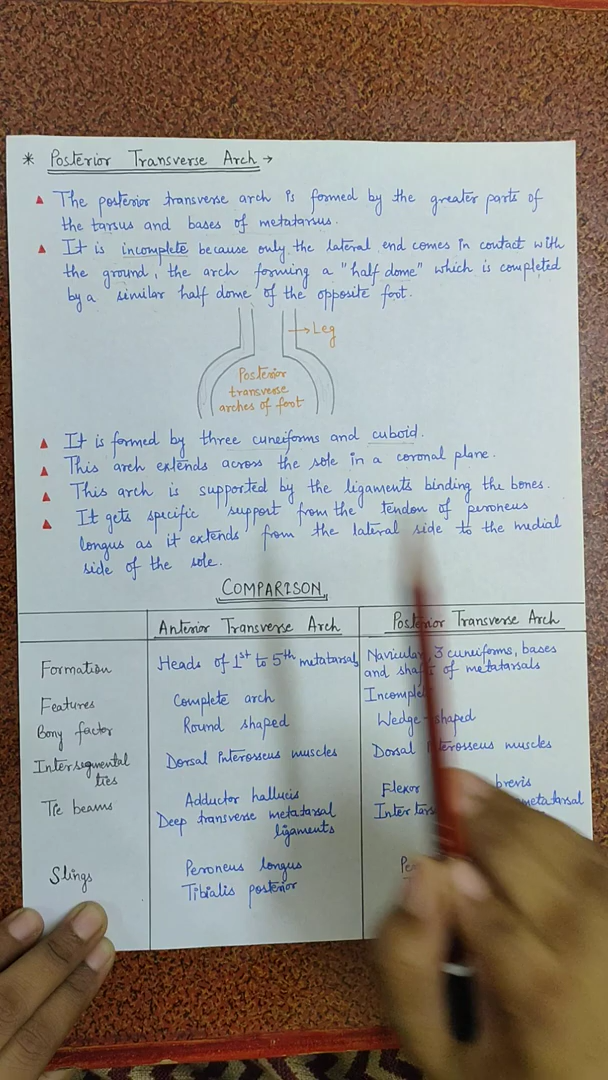 * Posterior Transverse Arch →
▲ The posterior transverse arch is formed by the greater parts of
the tarsus and bases of metatarsus.
▲ It is incomplete because only the lateral end comes in contact with
the ground, the arch forming a "half dome" which is completed
by a similar half dome of the opposite foot.
→ Leg
Posterior
transverse
arches of foot
▲ It is formed by three cuneiforms and cuboid.
▲ This arch extends across the sole in a coronal plane.
▲ This arch is supported by the ligaments binding the bones.
▲ It gets specific support from the tendon of peroneus
longus as it extends from the lateral side to the medial
side of the sole.
COMPARISON
Anterior Transverse Arch Posterior Transverse Arch
Formation Heads of 1st to 5th metatarsals Navicular, 3 cuneiforms, bases
and shafts of metatarsals
Features Complete arch
Bony factor Round shaped Wedge-shaped
Intersegmental Dorsal interosseus muscles Dorsal interosseus muscles
ties
Tie beams Adductor hallucis Flexor brevis
Deep transverse metatarsal metatarsal
ligaments
Slings Peroneus longus
Tibialis posterior